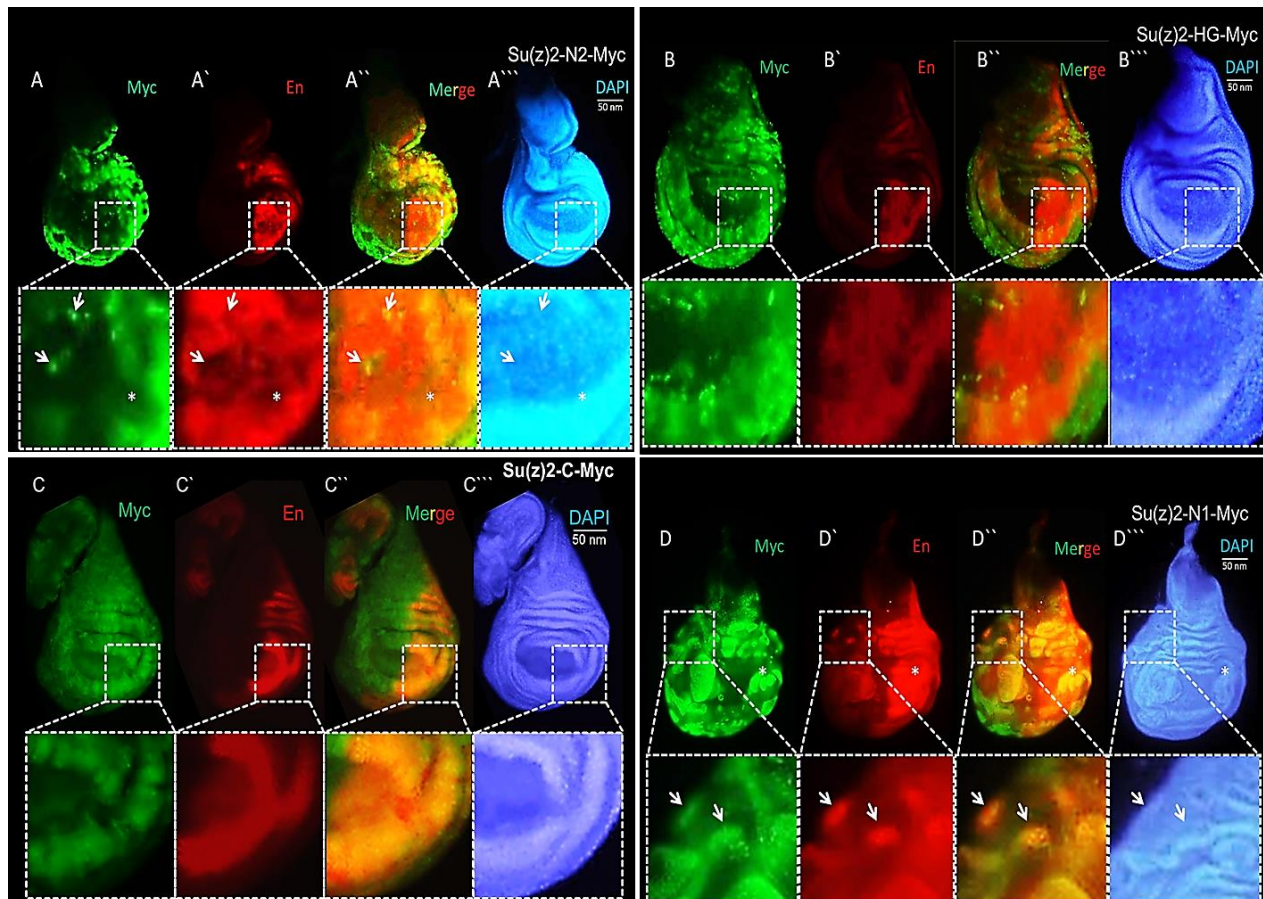 Su(z)2-N2-Myc
A Myc A` En A`` Merge A``` DAPI
50 nm
* * * *
Su(z)2-HG-Myc
B Myc B` En B`` Merge B``` DAPI
50 nm
Su(z)2-C-Myc
C Myc C` En C`` Merge C``` DAPI
50 nm
Su(z)2-N1-Myc
D Myc D` En D`` Merge D``` DAPI
50 nm
* * *